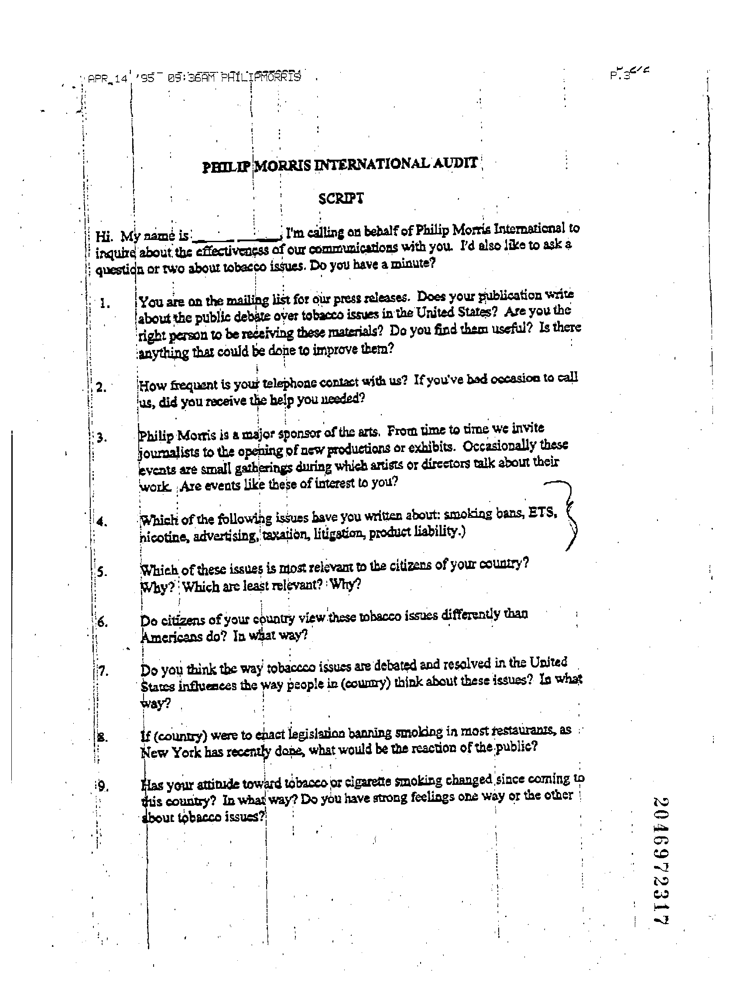 APR 14 '95 05:36AM PHILIPMORRIS
PHILIP MORRIS INTERNATIONAL AUDIT
SCRIPT
Hi. My name is ____ ____. I'm calling on behalf of Philip Morris International to
inquire about the effectiveness of our communications with you. I'd also like to ask a
question or two about tobacco issues. Do you have a minute?
1. You are on the mailing list for our press releases. Does your publication write
about the public debate over tobacco issues in the United States? Are you the
right person to be receiving these materials? Do you find them useful? Is there
anything that could be done to improve them?
2. How frequent is your telephone contact with us? If you've had occasion to call
us, did you receive the help you needed?
3. Philip Morris is a major sponsor of the arts. From time to time we invite
journalists to the opening of new productions or exhibits. Occasionally these
events are small gatherings during which artists or directors talk about their
work. Are events like these of interest to you?
4. Which of the following issues have you written about: smoking bans, ETS,
nicotine, advertising, taxation, litigation, product liability.)
5. Which of these issues is most relevant to the citizens of your country?
Why? Which are least relevant? Why?
6. Do citizens of your country view these tobacco issues differently than
Americans do? In what way?
7. Do you think the way tobaccco issues are debated and resolved in the United
States influences the way people in (country) think about these issues? In what
way?
8. If (country) were to enact legislation banning smoking in most restaurants, as
New York has recently done, what would be the reaction of the public?
9. Has your attitude toward tobacco or cigarette smoking changed since coming to
this country? In what way? Do you have strong feelings one way or the other
about tobacco issues?
2046972317